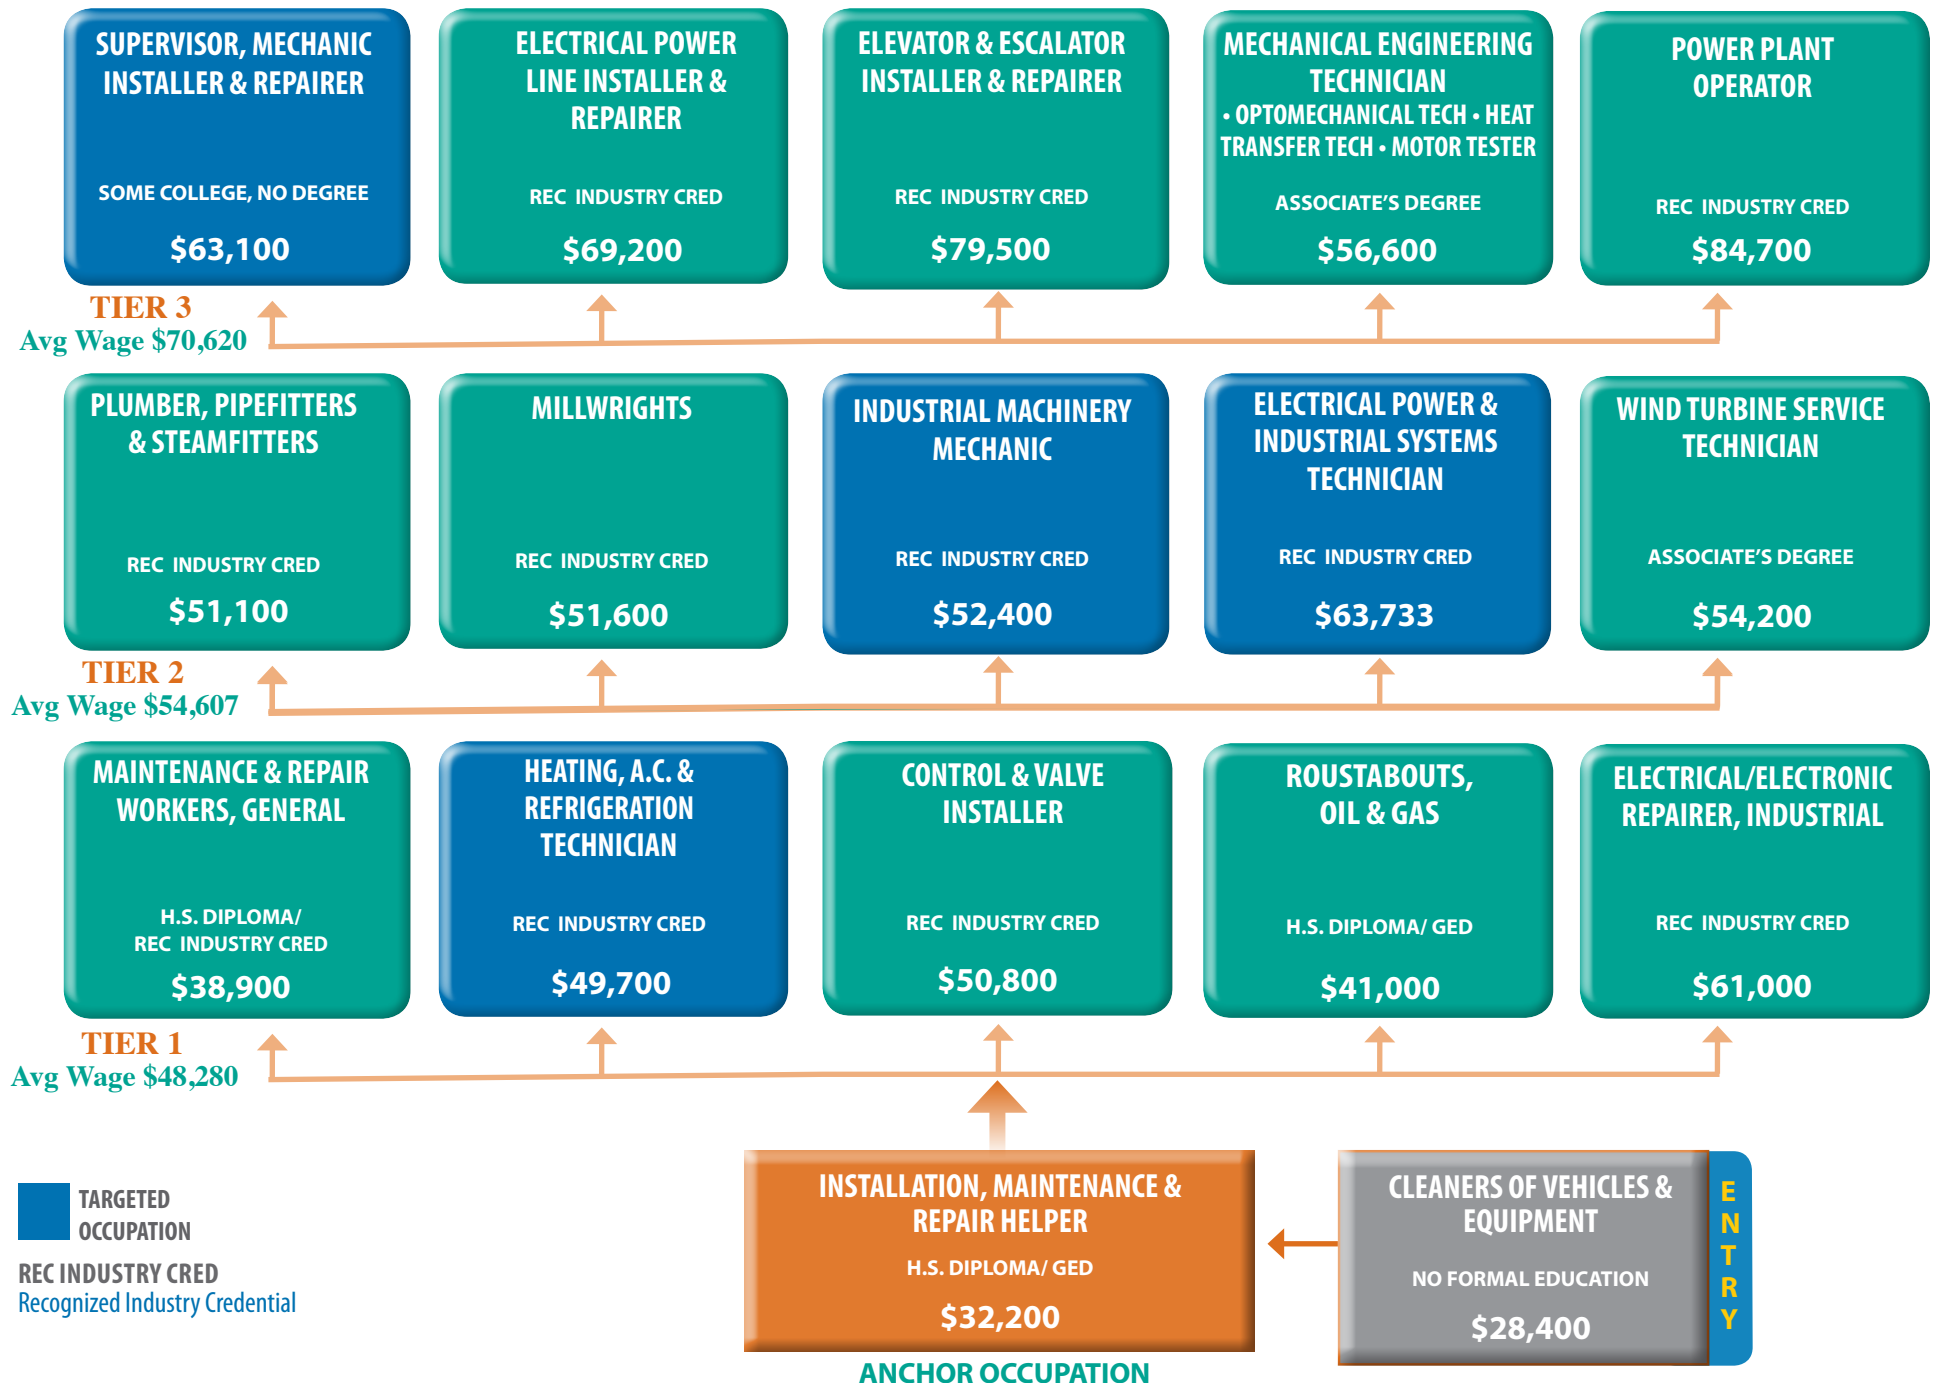 SUPERVISOR, MECHANIC
INSTALLER & REPAIRER
SOME COLLEGE, NO DEGREE
$63,100
ELECTRICAL POWER
LINE INSTALLER &
REPAIRER
REC INDUSTRY CRED
$69,200
ELEVATOR & ESCALATOR
INSTALLER & REPAIRER
REC INDUSTRY CRED
$79,500
MECHANICAL ENGINEERING
TECHNICIAN
• OPTOMECHANICAL TECH • HEAT
TRANSFER TECH • MOTOR TESTER
ASSOCIATE'S DEGREE
$56,600
POWER PLANT
OPERATOR
REC INDUSTRY CRED
$84,700
TIER 3
Avg Wage $70,620
PLUMBER, PIPEFITTERS
& STEAMFITTERS
REC INDUSTRY CRED
$51,100
MILLWRIGHTS
REC INDUSTRY CRED
$51,600
INDUSTRIAL MACHINERY
MECHANIC
REC INDUSTRY CRED
$52,400
ELECTRICAL POWER &
INDUSTRIAL SYSTEMS
TECHNICIAN
REC INDUSTRY CRED
$63,733
WIND TURBINE SERVICE
TECHNICIAN
ASSOCIATE'S DEGREE
$54,200
TIER 2
Avg Wage $54,607
MAINTENANCE & REPAIR
WORKERS, GENERAL
H.S. DIPLOMA/
REC INDUSTRY CRED
$38,900
HEATING, A.C. &
REFRIGERATION
TECHNICIAN
REC INDUSTRY CRED
$49,700
CONTROL & VALVE
INSTALLER
REC INDUSTRY CRED
$50,800
ROUSTABOUTS,
OIL & GAS
H.S. DIPLOMA/ GED
$41,000
ELECTRICAL/ELECTRONIC
REPAIRER, INDUSTRIAL
REC INDUSTRY CRED
$61,000
TIER 1
Avg Wage $48,280
INSTALLATION, MAINTENANCE &
REPAIR HELPER
H.S. DIPLOMA/ GED
$32,200
ANCHOR OCCUPATION
CLEANERS OF VEHICLES &
EQUIPMENT
NO FORMAL EDUCATION
$28,400
ENTRY
TARGETED
OCCUPATION
REC INDUSTRY CRED
Recognized Industry Credential